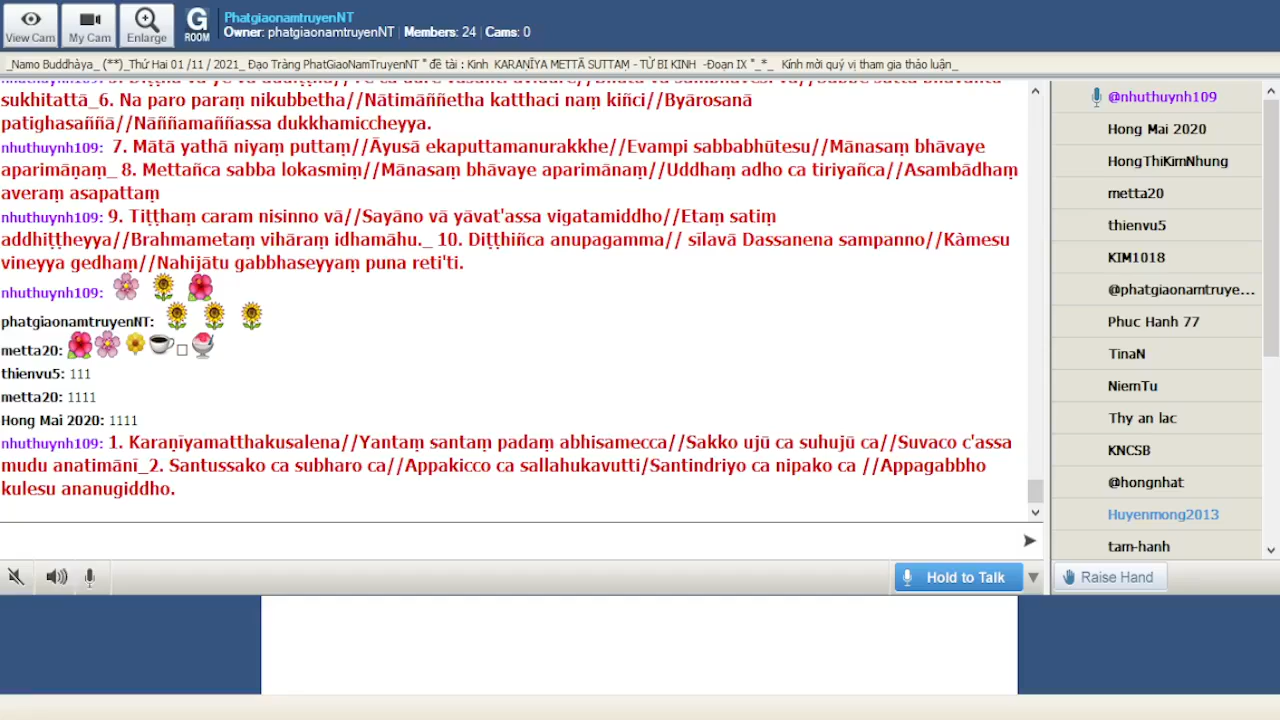 View Cam
My Cam
Enlarge
G
ROOM
PhatgiaonamtruyenNT
Owner: phatgiaonamtruyenNT | Members: 24 | Cams: 0
_Namo Buddhàya_ (**)_Thứ Hai 01 /11 / 2021_ Đạo Tràng PhatGiaoNamTruyenNT " đề tài : Kinh KARAṆĪYA METTĀ SUTTAṂ - TỪ BI KINH -Đoạn IX "_*_ Kính mời quý vị tham gia thảo luận_
sukhitattā_6. Na paro paraṃ nikubbetha//Nātimāññetha katthaci naṃ kiñci//Byārosanā
patighasaññā//Nāññamaññassa dukkhamiccheyya.
nhuthuynh109: 7. Mātā yathā niyaṃ puttaṃ//Āyusā ekaputtamanurakkhe//Evampi sabbabhūtesu//Mānasaṃ bhāvaye
aparimāṇaṃ_ 8. Mettañca sabba lokasmiṃ//Mānasaṃ bhāvaye aparimānaṃ//Uddhaṃ adho ca tiriyañca//Asambādhaṃ
averaṃ asapattaṃ
nhuthuynh109: 9. Tiṭṭhaṃ caram nisinno vā//Sayāno vā yāvat'assa vigatamiddho//Etaṃ satiṃ
addhiṭṭheyya//Brahmametaṃ vihāraṃ idhamāhu._ 10. Diṭṭhiñca anupagamma// sīlavā Dassanena sampanno//Kàmesu
vineyya gedhaṃ//Nahijātu gabbhaseyyaṃ puna reti'ti.
nhuthuynh109:
phatgiaonamtruyenNT:
metta20:
thienvu5: 111
metta20: 1111
Hong Mai 2020: 1111
nhuthuynh109: 1. Karaṇīyamatthakusalena//Yantaṃ santaṃ padaṃ abhisamecca//Sakko ujū ca suhujū ca//Suvaco c'assa
mudu anatimānī_2. Santussako ca subharo ca//Appakicco ca sallahukavutti/Santindriyo ca nipako ca //Appagabbho
kulesu ananugiddho.
Hold to Talk
@nhuthuynh109
Hong Mai 2020
HongThiKimNhung
metta20
thienvu5
KIM1018
@phatgiaonamtruye...
Phuc Hanh 77
TinaN
NiemTu
Thy an lac
KNCSB
@hongnhat
Huyenmong2013
tam-hanh
Raise Hand